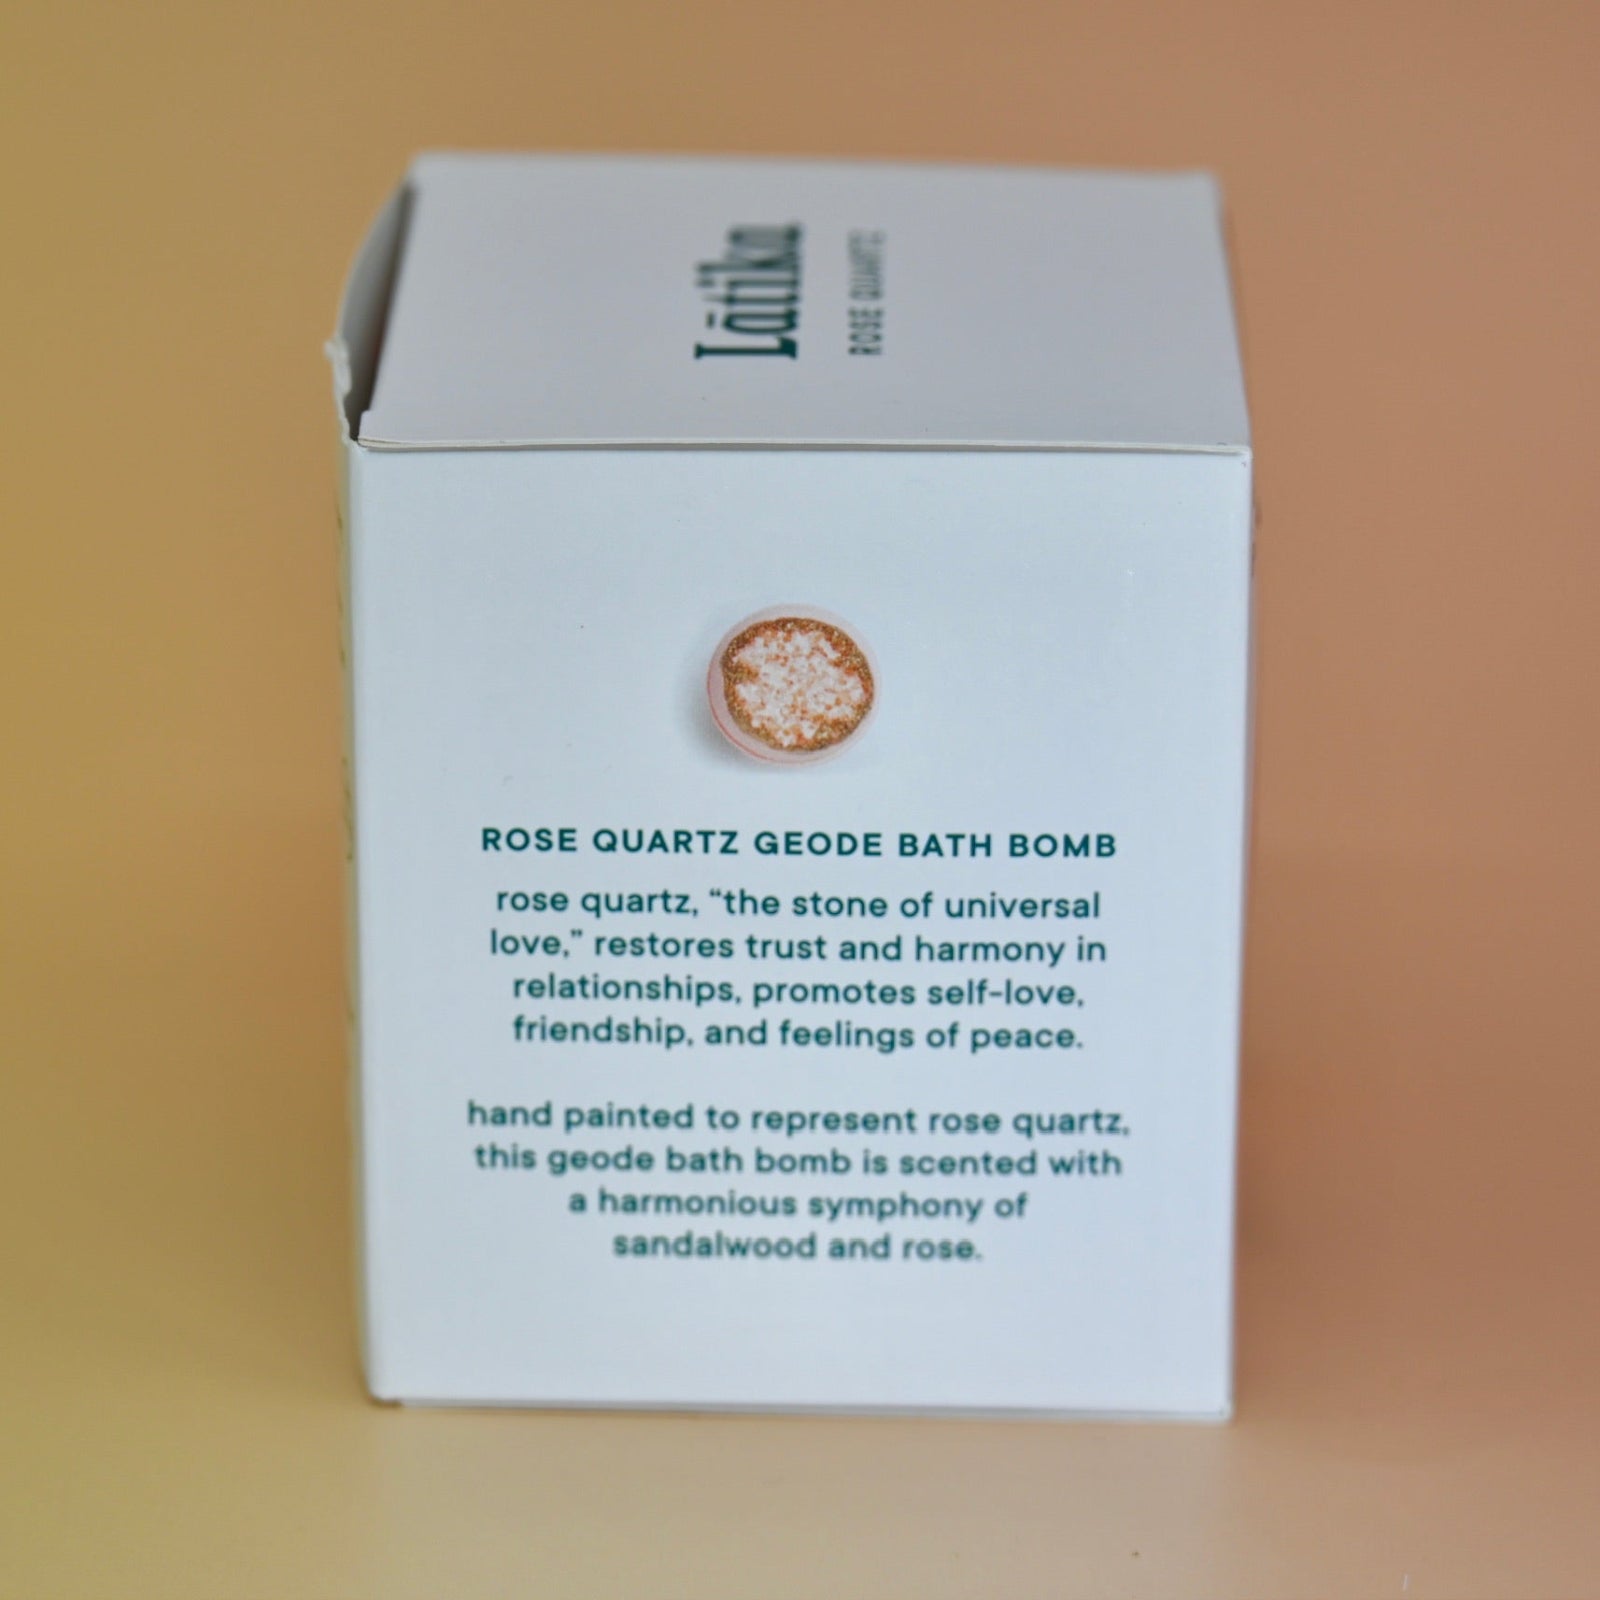 Lātika
ROSE QUARTZ
ROSE QUARTZ GEODE BATH BOMB
rose quartz, “the stone of universal
love,” restores trust and harmony in
relationships, promotes self-love,
friendship, and feelings of peace.
hand painted to represent rose quartz,
this geode bath bomb is scented with
a harmonious symphony of
sandalwood and rose.